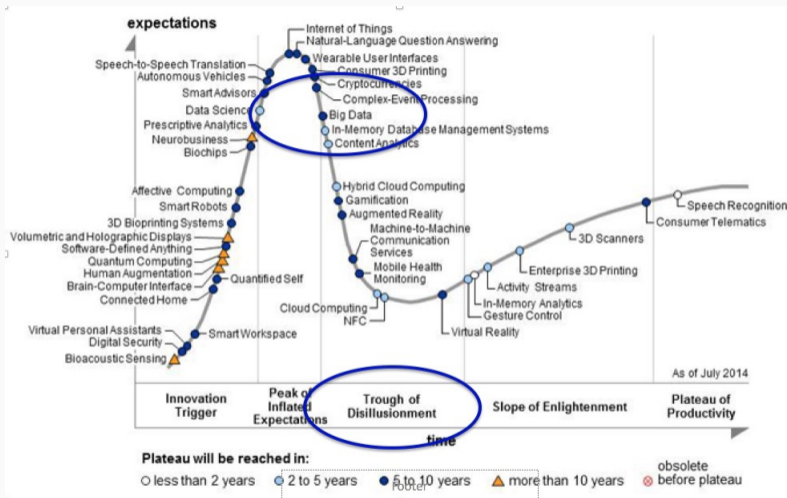 expectations
Internet of Things
Natural-Language Question Answering
Wearable User Interfaces
Speech-to-Speech Translation
Consumer 3D Printing
Autonomous Vehicles
Cryptocurrencies
Smart Advisors
Complex-Event Processing
Data Science
Big Data
Prescriptive Analytics
In-Memory Database Management Systems
Neurobusiness
Content Analytics
Biochips
Hybrid Cloud Computing
Affective Computing
Gamification
Smart Robots
Augmented Reality
3D Bioprinting Systems
Machine-to-Machine
Communication
Services
Volumetric and Holographic Displays
Software-Defined Anything
Quantum Computing
Mobile Health
Monitoring
Human Augmentation
Quantified Self
Brain-Computer Interface
Connected Home
Cloud Computing
NFC
Virtual Personal Assistants
Smart Workspace
Digital Security
Bioacoustic Sensing
Speech Recognition
Consumer Telematics
3D Scanners
Enterprise 3D Printing
Activity Streams
In-Memory Analytics
Gesture Control
Virtual Reality
As of July 2014
Innovation
Trigger
Peak of
Inflated
Expectations
Trough of
Disillusionment
Slope of Enlightenment
Plateau of
Productivity
time
Plateau will be reached in:
less than 2 years
2 to 5 years
5 to 10 years
more than 10 years
obsolete
before plateau
Footer